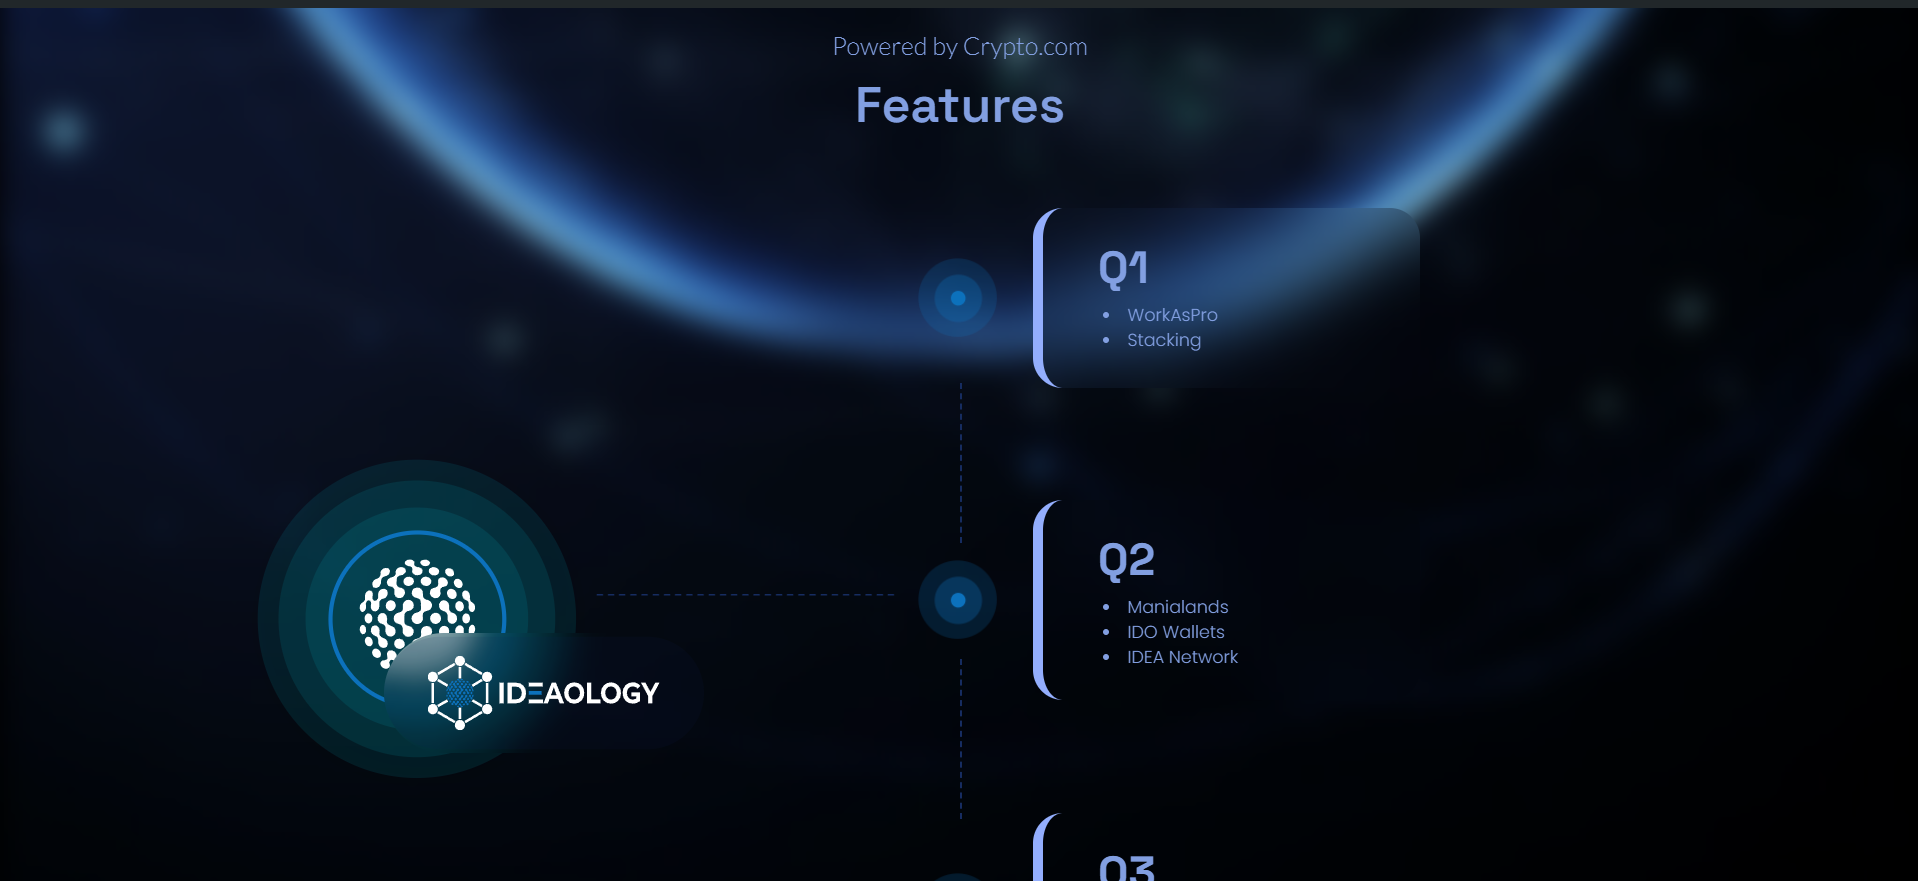 Powered by Crypto.com
Features
Q1
WorkAsPro
Stacking
Q2
Manialands
IDO Wallets
IDEA Network
IDEAOLOGY
Q3